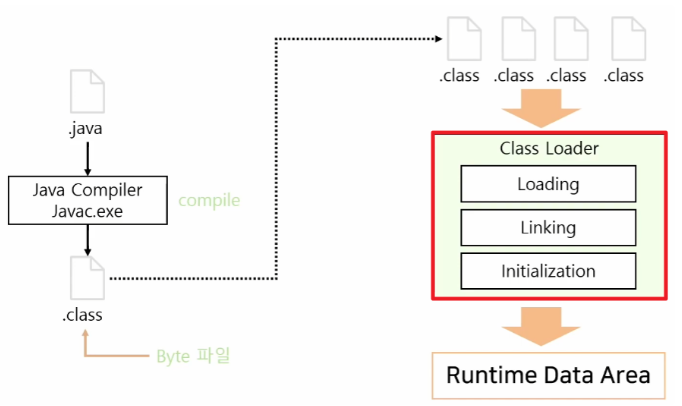 .java
Java Compiler
Javac.exe
compile
.class
Byte 파일
.class .class .class .class
Class Loader
Loading
Linking
Initialization
Runtime Data Area